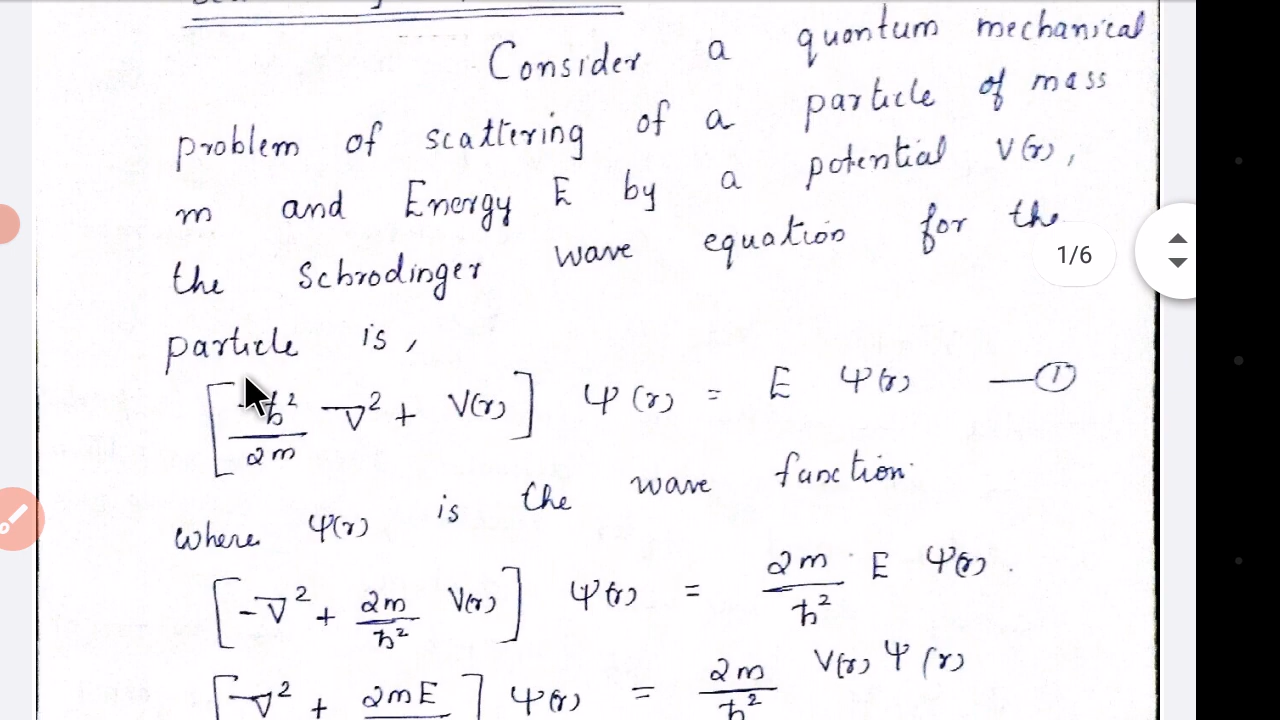 Consider a quantum mechanical
problem of scattering of a particle of mass
m and Energy E by a potential V(r),
the Schrodinger wave equation for the
1/6
particle is,
[-ħ²/2m ∇² + V(r)] Ψ(r) = E Ψ(r) —①
where Ψ(r) is the wave function.
[-∇² + 2m/ħ² V(r)] Ψ(r) = 2m/ħ² E Ψ(r).
[∇² + 2mE ] Ψ(r) = 2m/ħ² V(r) Ψ(r)